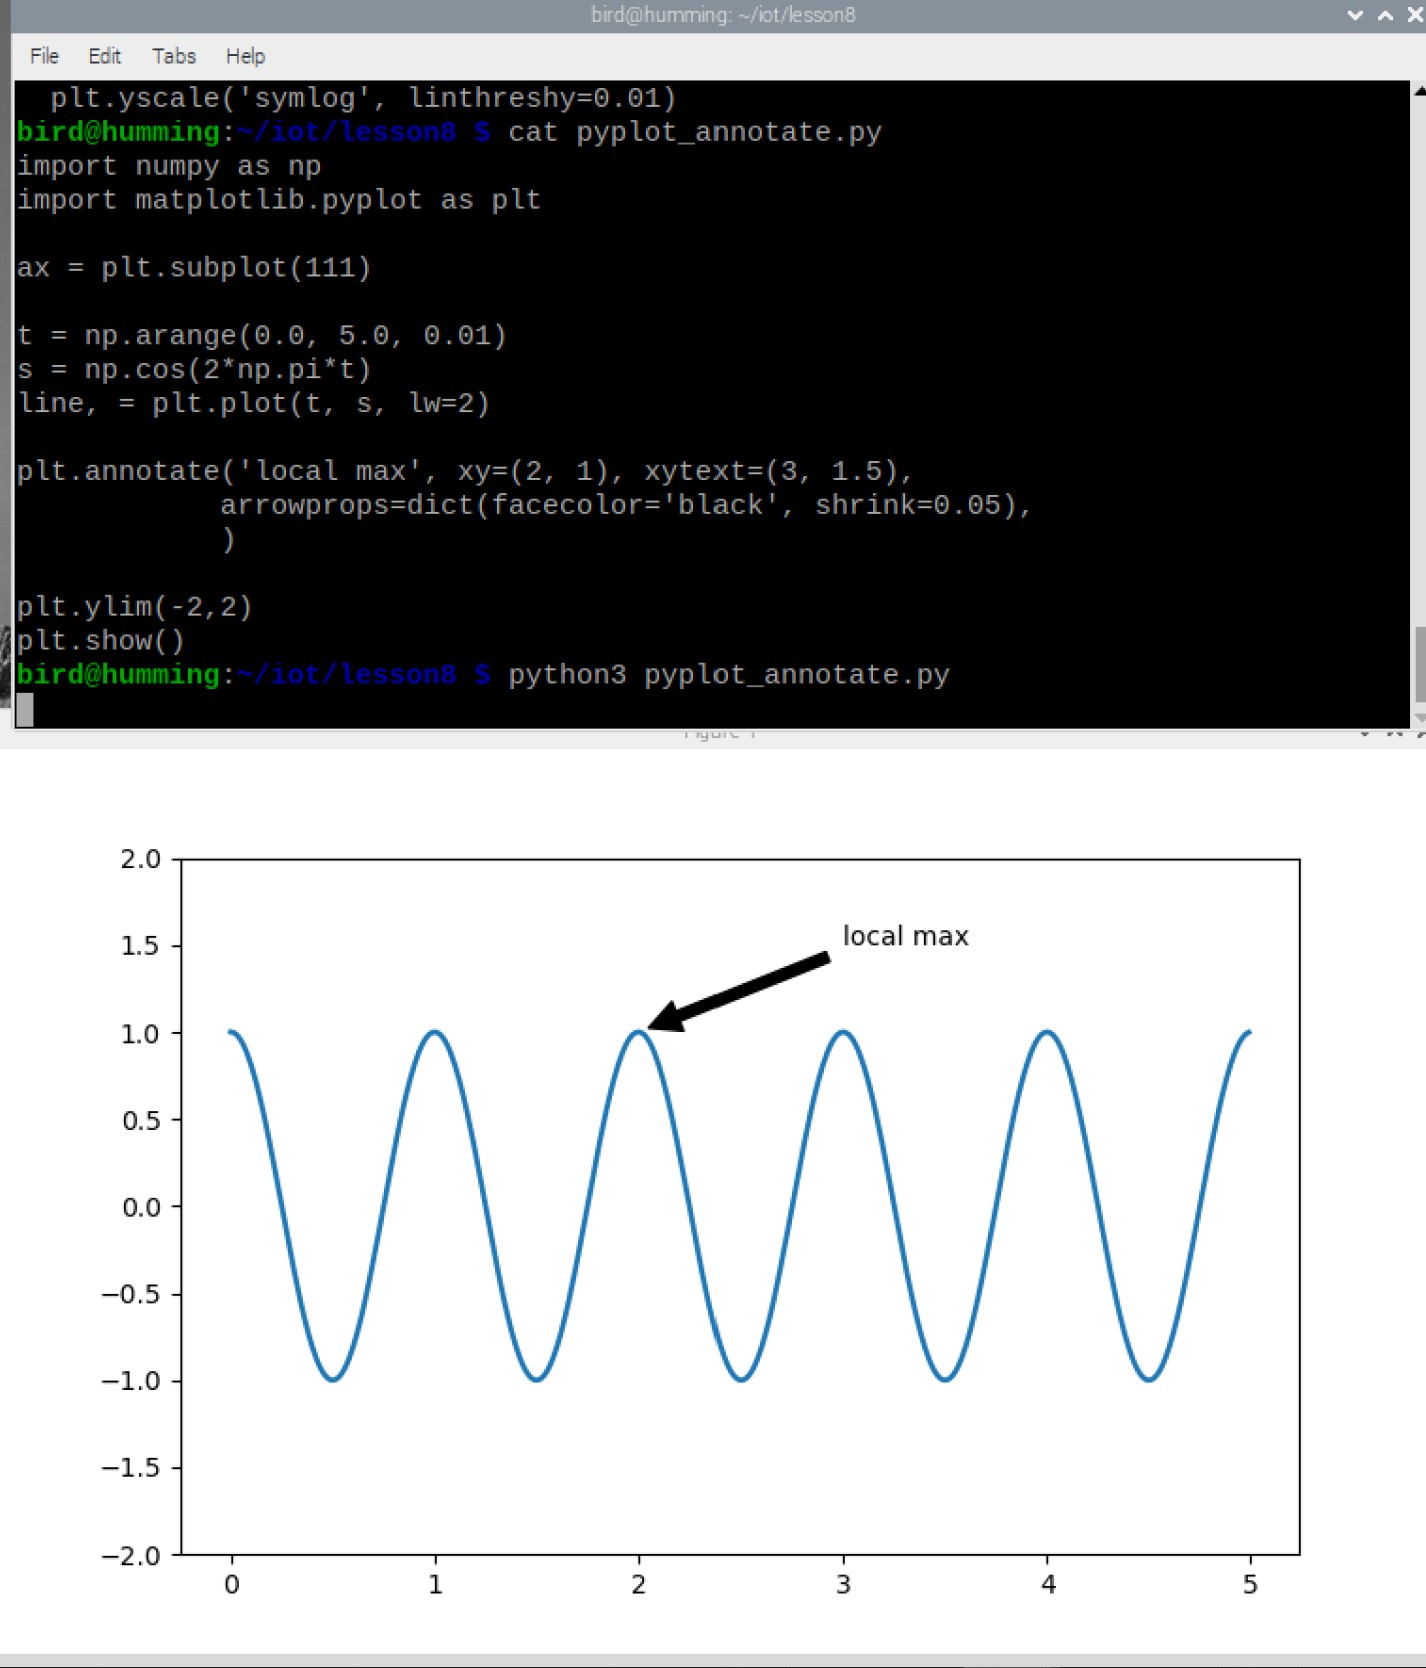 bird@humming: ~/iot/lesson8
File Edit Tabs Help
  plt.yscale('symlog', linthreshy=0.01)
bird@humming:~/iot/lesson8 $ cat pyplot_annotate.py
import numpy as np
import matplotlib.pyplot as plt
ax = plt.subplot(111)
t = np.arange(0.0, 5.0, 0.01)
s = np.cos(2*np.pi*t)
line, = plt.plot(t, s, lw=2)
plt.annotate('local max', xy=(2, 1), xytext=(3, 1.5),
            arrowprops=dict(facecolor='black', shrink=0.05),
            )
plt.ylim(-2,2)
plt.show()
bird@humming:~/iot/lesson8 $ python3 pyplot_annotate.py
Figure 1
2.0
local max
1.5
1.0
0.5
0.0
−0.5
−1.0
−1.5
−2.0
0 1 2 3 4 5